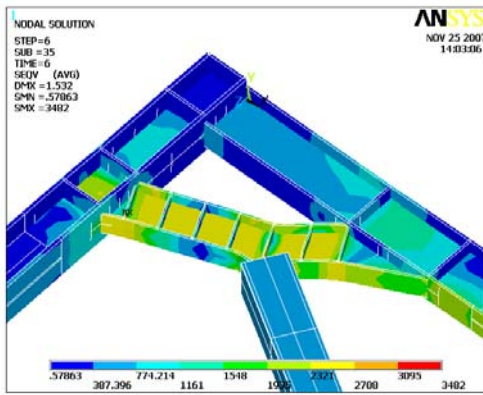 NODAL SOLUTION
STEP=6
SUB =35
TIME=6
SEQV (AVG)
DMX =1.532
SMN =.57863
SMX =3482
ANSYS
NOV 25 2007
14:03:06
Y
.57863 774.214 1548 2321 3095
387.396 1161 2708 3482